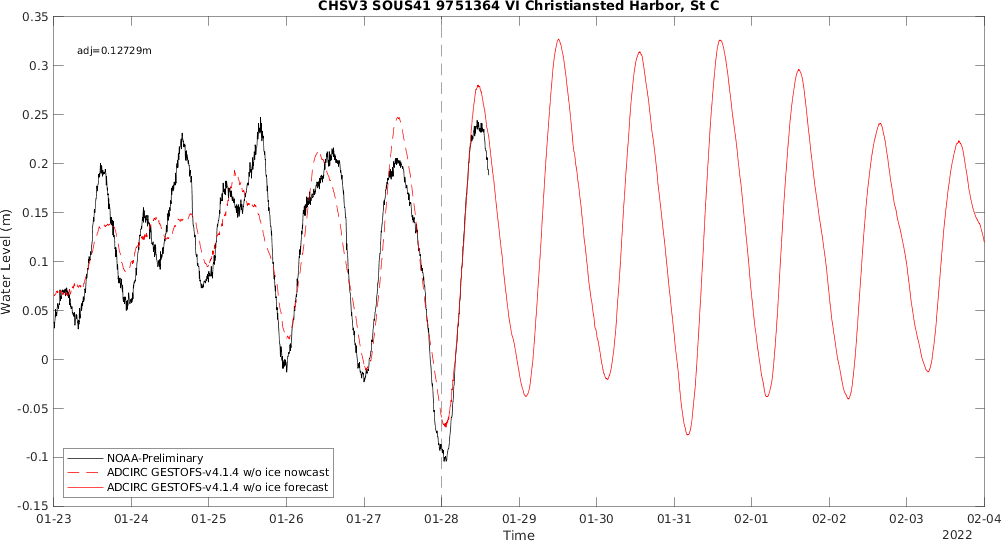 CHSV3 SOUS41 9751364 VI Christiansted Harbor, St C
adj=0.12729m
0.35
0.3
0.25
0.2
0.15
0.1
0.05
0
-0.05
-0.1
-0.15
Water Level (m)
NOAA-Preliminary
ADCIRC GESTOFS-v4.1.4 w/o ice nowcast
ADCIRC GESTOFS-v4.1.4 w/o ice forecast
01-23 01-24 01-25 01-26 01-27 01-28 01-29 01-30 01-31 02-01 02-02 02-03 02-04
Time
2022